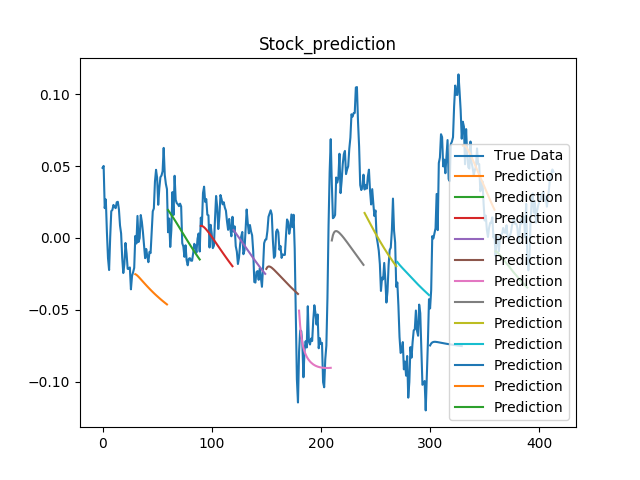 Stock_prediction
0.10
0.05
0.00
−0.05
−0.10
0
100
200
300
400
True Data
Prediction
Prediction
Prediction
Prediction
Prediction
Prediction
Prediction
Prediction
Prediction
Prediction
Prediction
Prediction